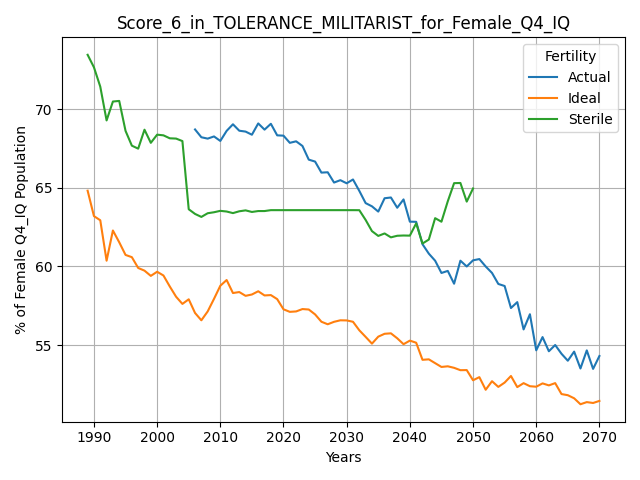 Score_6_in_TOLERANCE_MILITARIST_for_Female_Q4_IQ
Fertility
Actual
Ideal
Sterile
% of Female Q4_IQ Population
70
65
60
55
1990 2000 2010 2020 2030 2040 2050 2060 2070
Years